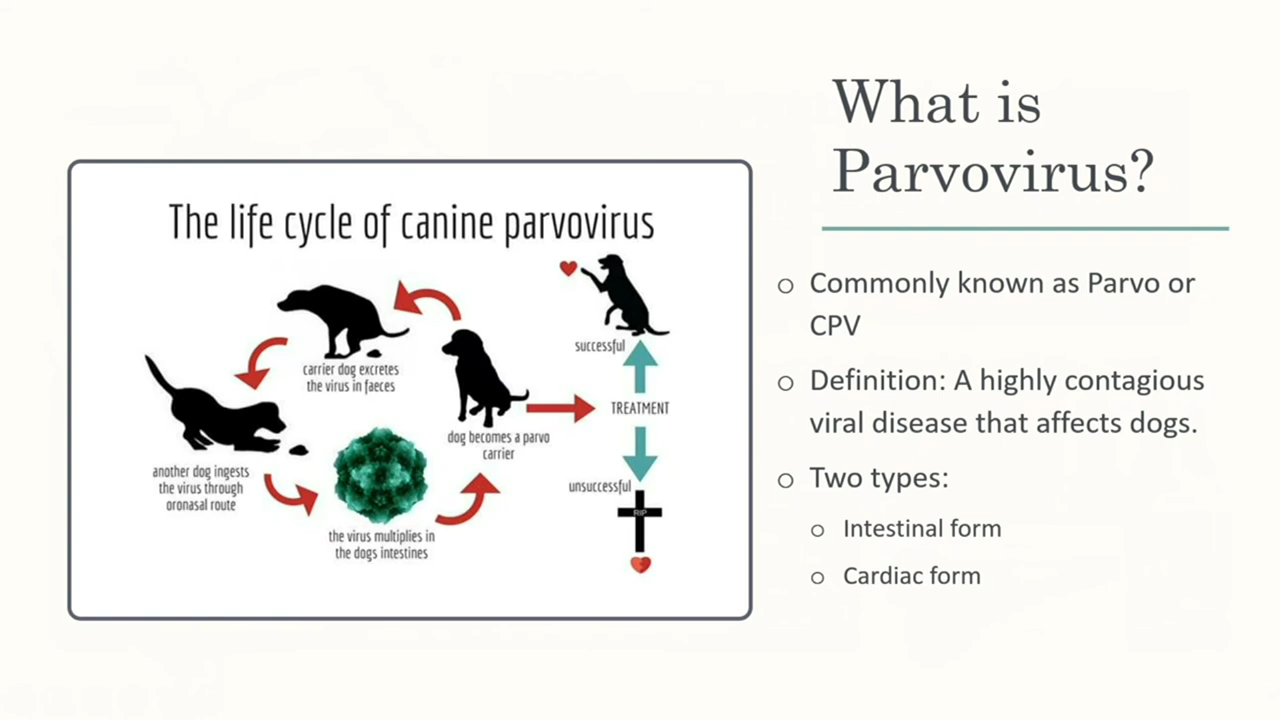 What is
Parvovirus?
The life cycle of canine parvovirus
carrier dog excretes
the virus in faeces
another dog ingests
the virus through
oronasal route
the virus multiplies in
the dogs intestines
dog becomes a parvo
carrier
successful
TREATMENT
unsuccessful
RIP
Commonly known as Parvo or
CPV
Definition: A highly contagious
viral disease that affects dogs.
Two types:
Intestinal form
Cardiac form